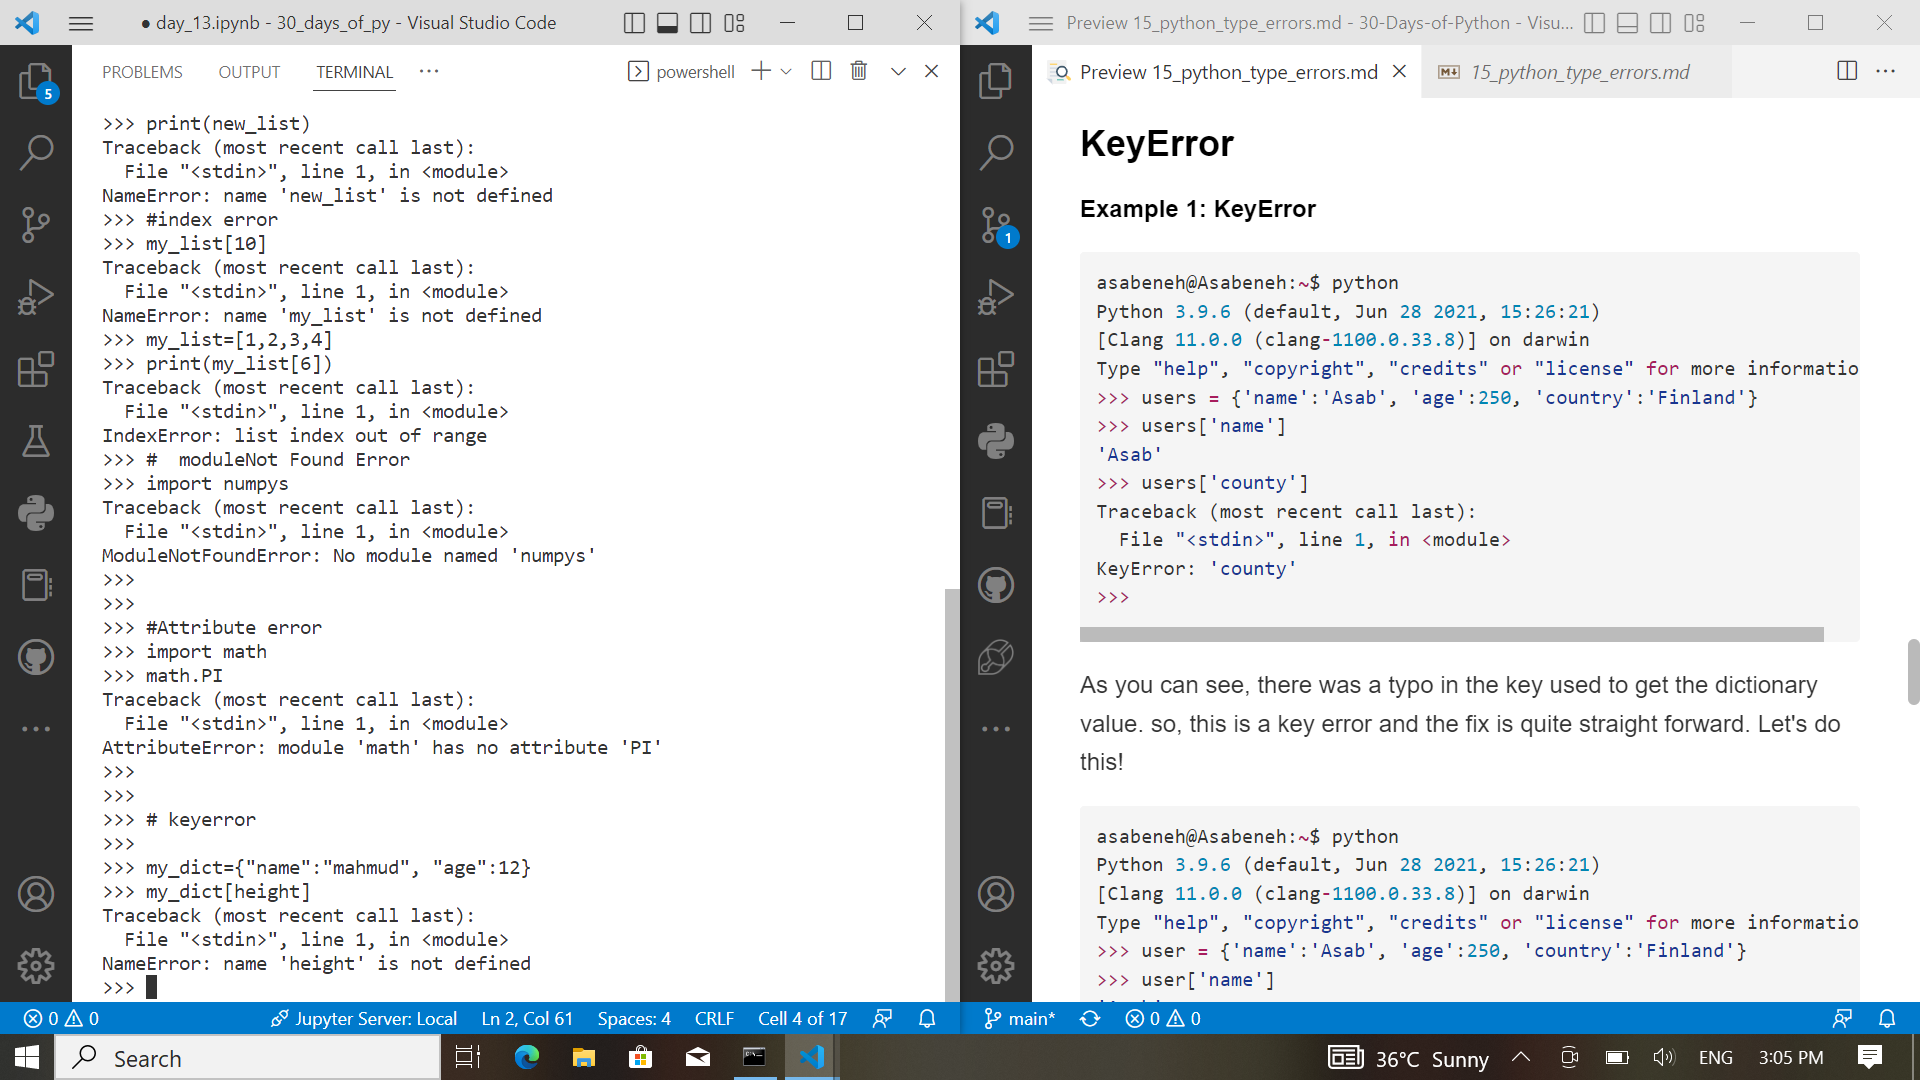 day_13.ipynb - 30_days_of_py - Visual Studio Code
PROBLEMS OUTPUT TERMINAL ··· powershell
5
>>> print(new_list)
Traceback (most recent call last):
  File "<stdin>", line 1, in <module>
NameError: name 'new_list' is not defined
>>> #index error
>>> my_list[10]
Traceback (most recent call last):
  File "<stdin>", line 1, in <module>
NameError: name 'my_list' is not defined
>>> my_list=[1,2,3,4]
>>> print(my_list[6])
Traceback (most recent call last):
  File "<stdin>", line 1, in <module>
IndexError: list index out of range
>>> #  moduleNot Found Error
>>> import numpys
Traceback (most recent call last):
  File "<stdin>", line 1, in <module>
ModuleNotFoundError: No module named 'numpys'
>>>
>>>
>>> #Attribute error
>>> import math
>>> math.PI
Traceback (most recent call last):
  File "<stdin>", line 1, in <module>
AttributeError: module 'math' has no attribute 'PI'
>>>
>>>
>>> # keyerror
>>>
>>> my_dict={"name":"mahmud", "age":12}
>>> my_dict[height]
Traceback (most recent call last):
  File "<stdin>", line 1, in <module>
NameError: name 'height' is not defined
>>>
0 0 Jupyter Server: Local Ln 2, Col 61 Spaces: 4 CRLF Cell 4 of 17
Preview 15_python_type_errors.md - 30-Days-of-Python - Visu...
Preview 15_python_type_errors.md 15_python_type_errors.md
1
KeyError
Example 1: KeyError
asabeneh@Asabeneh:~$ python
Python 3.9.6 (default, Jun 28 2021, 15:26:21)
[Clang 11.0.0 (clang-1100.0.33.8)] on darwin
Type "help", "copyright", "credits" or "license" for more informatio
>>> users = {'name':'Asab', 'age':250, 'country':'Finland'}
>>> users['name']
'Asab'
>>> users['county']
Traceback (most recent call last):
  File "<stdin>", line 1, in <module>
KeyError: 'county'
>>>
As you can see, there was a typo in the key used to get the dictionary
value. so, this is a key error and the fix is quite straight forward. Let's do
this!
asabeneh@Asabeneh:~$ python
Python 3.9.6 (default, Jun 28 2021, 15:26:21)
[Clang 11.0.0 (clang-1100.0.33.8)] on darwin
Type "help", "copyright", "credits" or "license" for more informatio
>>> user = {'name':'Asab', 'age':250, 'country':'Finland'}
>>> user['name']
main* 0 0
Search 36°C Sunny ENG 3:05 PM